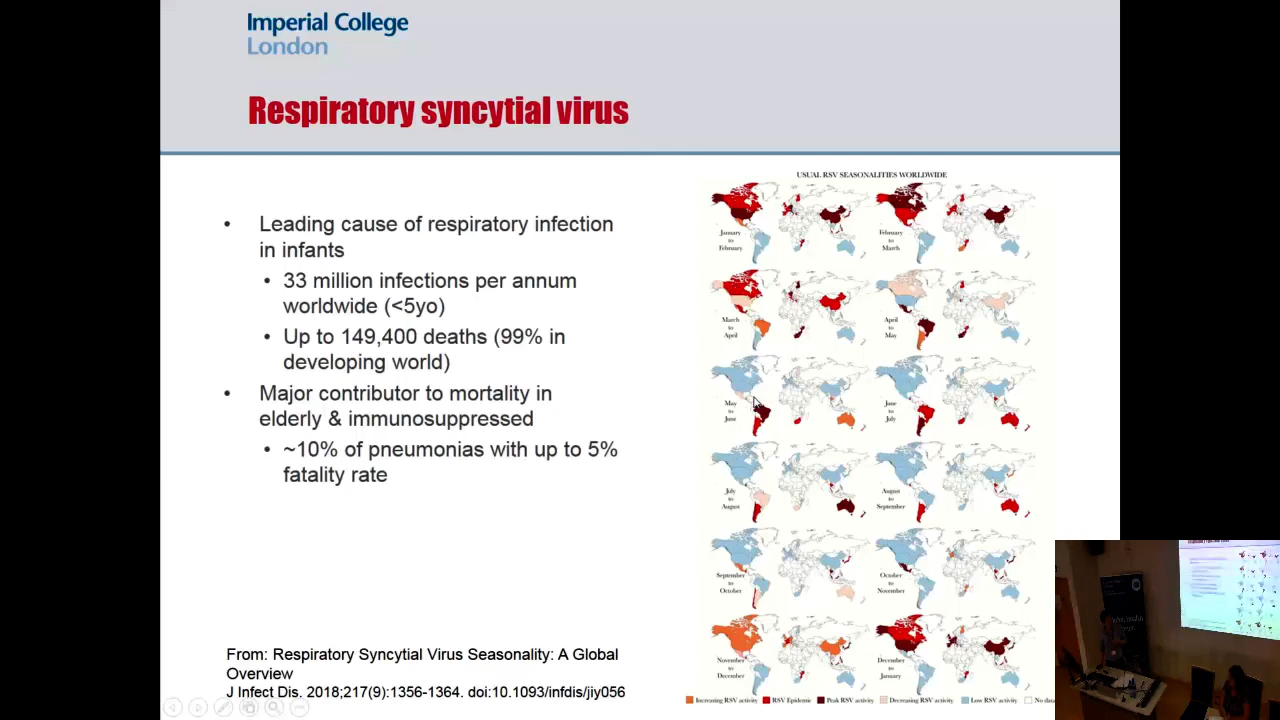 Imperial College
London
Respiratory syncytial virus
• Leading cause of respiratory infection
in infants
• 33 million infections per annum
worldwide (<5yo)
• Up to 149,400 deaths (99% in
developing world)
• Major contributor to mortality in
elderly & immunosuppressed
• ~10% of pneumonias with up to 5%
fatality rate
From: Respiratory Syncytial Virus Seasonality: A Global
Overview
J Infect Dis. 2018;217(9):1356-1364. doi:10.1093/infdis/jiy056
USUAL RSV SEASONALITIES WORLDWIDE
January
to
February
February
to
March
March
to
April
April
to
May
May
to
June
June
to
July
July
to
August
August
to
September
September
to
October
October
to
November
November
to
December
December
to
January
Increasing RSV activity
RSV Epidemic
Peak RSV activity
Decreasing RSV activity
Low RSV activity
No data